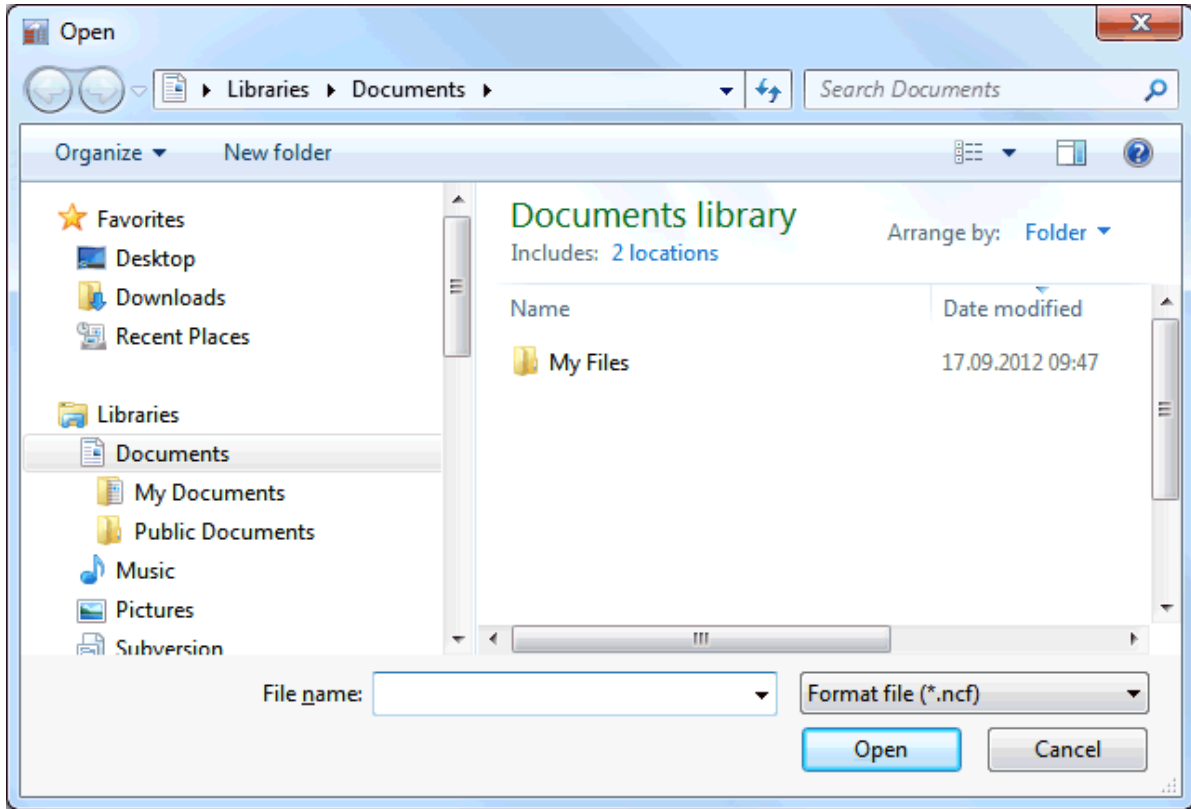 Open
Libraries Documents
Search Documents
Organize New folder
Favorites
Desktop
Downloads
Recent Places
Libraries
Documents
My Documents
Public Documents
Music
Pictures
Subversion
Documents library
Includes: 2 locations
Arrange by: Folder
Name Date modified
My Files 17.09.2012 09:47
File name: Format file (*.ncf)
Open Cancel